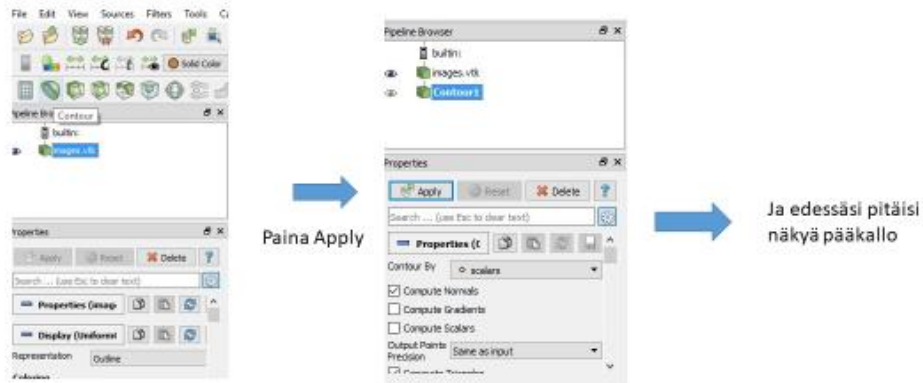 File Edit View Sources Filters Tools
Solid Color
Contour
builtin:
images.vtk
Properties
Apply Reset Delete ?
Search ... (use Esc to clear text)
Properties (imag
Display (Uniform
Representation Outline
Coloring
Paina Apply
Pipeline Browser
builtin:
images.vtk
Contour1
Properties
Apply Reset Delete ?
Search ... (use Esc to clear text)
Properties (
Contour By scalars
Compute Normals
Compute Gradients
Compute Scalars
Output Points
Precision Same as input
Compute Triangles
Ja edessäsi pitäisi
näkyä pääkallo